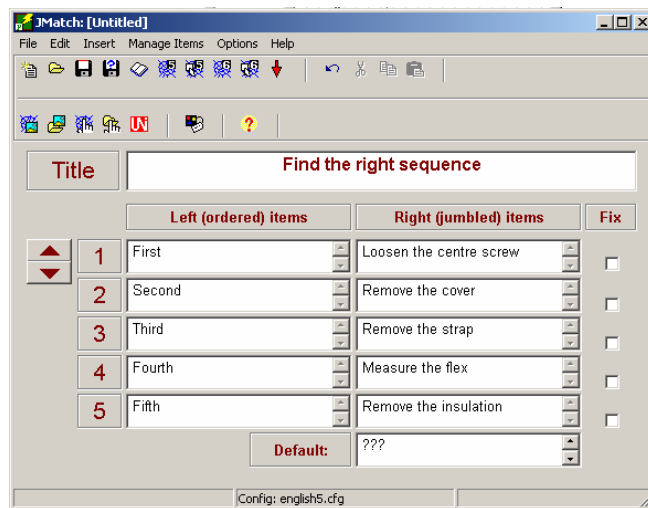 JMatch: [Untitled]
File Edit Insert Manage Items Options Help
Title Find the right sequence
Left (ordered) items Right (jumbled) items Fix
1 First Loosen the centre screw
2 Second Remove the cover
3 Third Remove the strap
4 Fourth Measure the flex
5 Fifth Remove the insulation
Default: ???
Config: english5.cfg